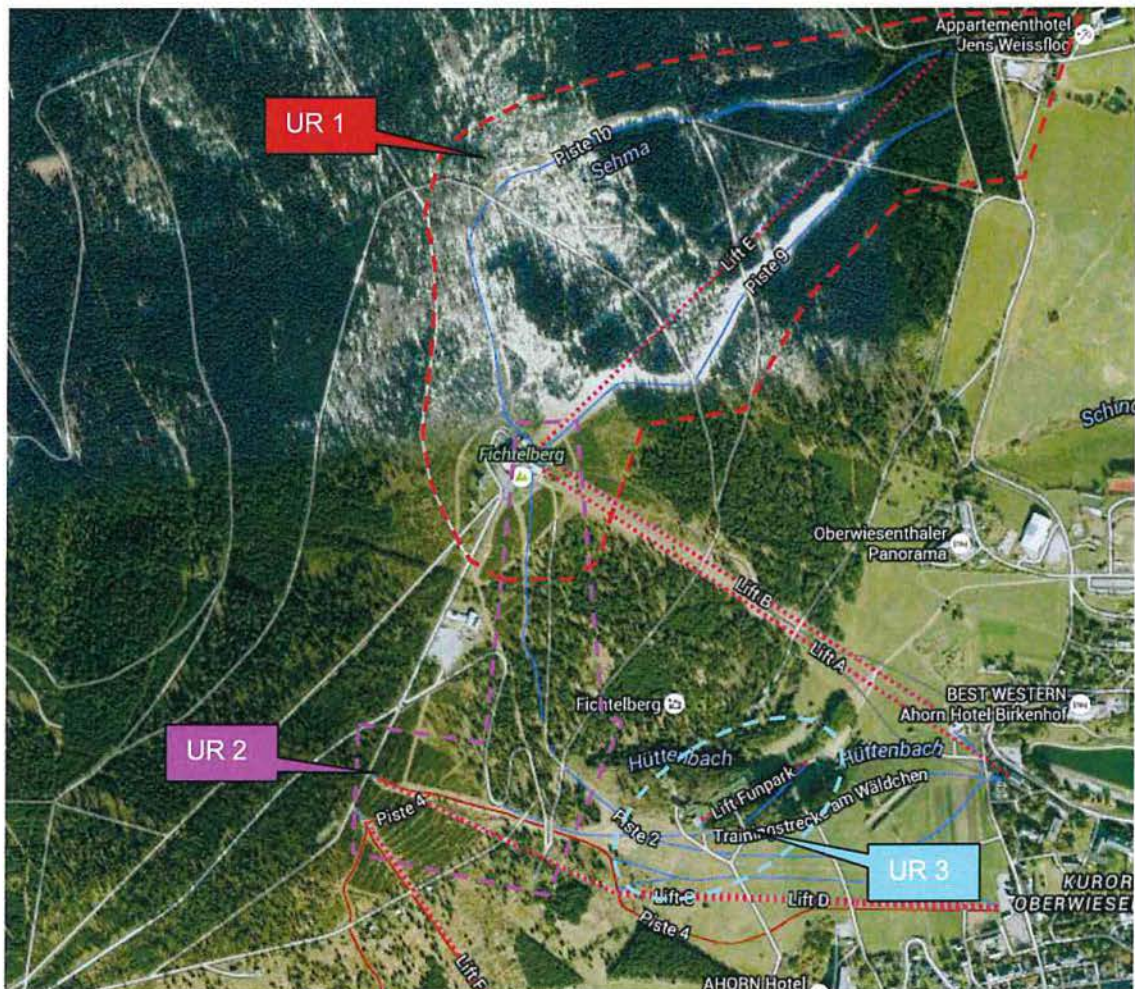 Appartementhotel
Jens Weissflog
UR 1
Piste 10
Sehma
Lift E
Piste 9
Fichtelberg
Oberwiesenthaler
Panorama
Lift B
Lift A
BEST WESTERN
Ahorn Hotel Birkenhof
Fichtelberg
UR 2
Hüttenbach
Hüttenbach
Lift Funpark
Trainingstrecke am Wäldchen
Piste 4
Piste 2
UR 3
KURORT
OBERWIESE
Lift C
Lift D
Piste 4
AHORN Hotel